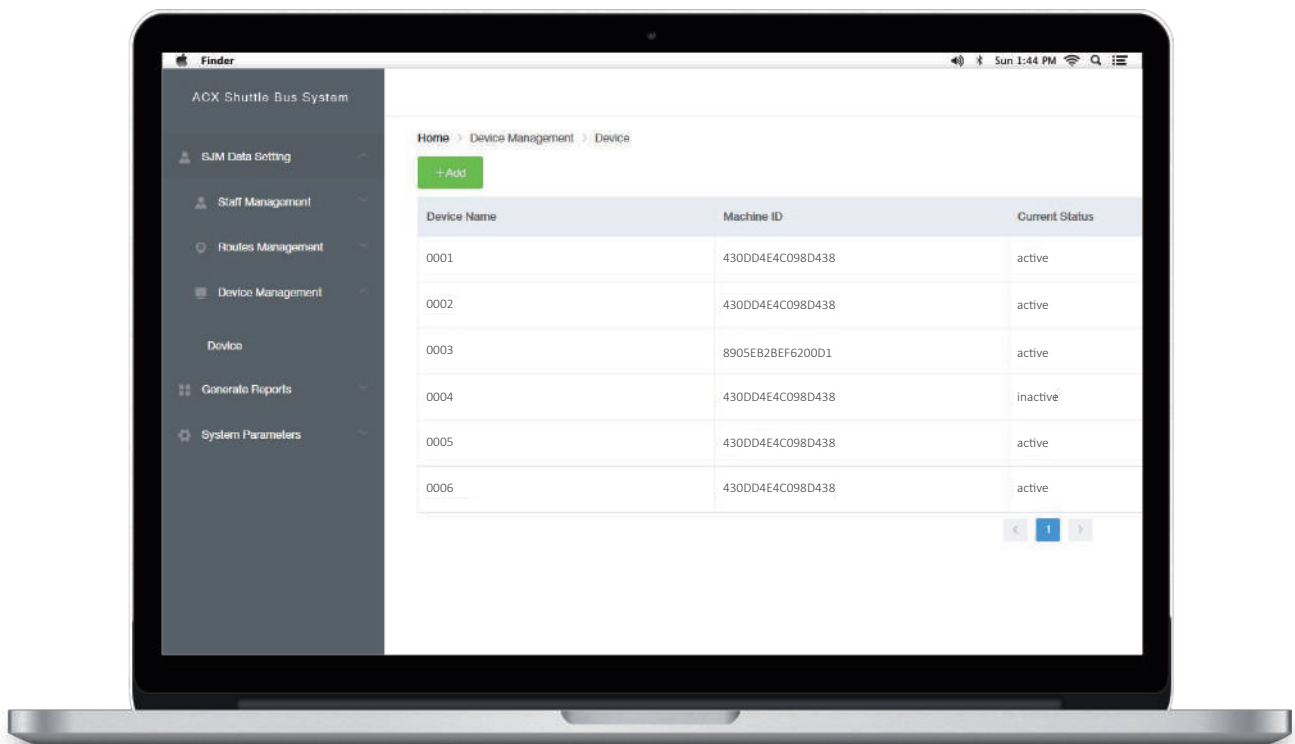 Finder
Sun 1:44 PM
ACX Shuttle Bus System
SJM Data Setting
Staff Management
Routes Management
Device Management
Device
Generate Reports
System Parameters
Home > Device Management > Device
+Add
Device Name Machine ID Current Status
0001 430DD4E4C098D438 active
0002 430DD4E4C098D438 active
0003 8905EB2BEF6200D1 active
0004 430DD4E4C098D438 inactive
0005 430DD4E4C098D438 active
0006 430DD4E4C098D438 active
< 1 >